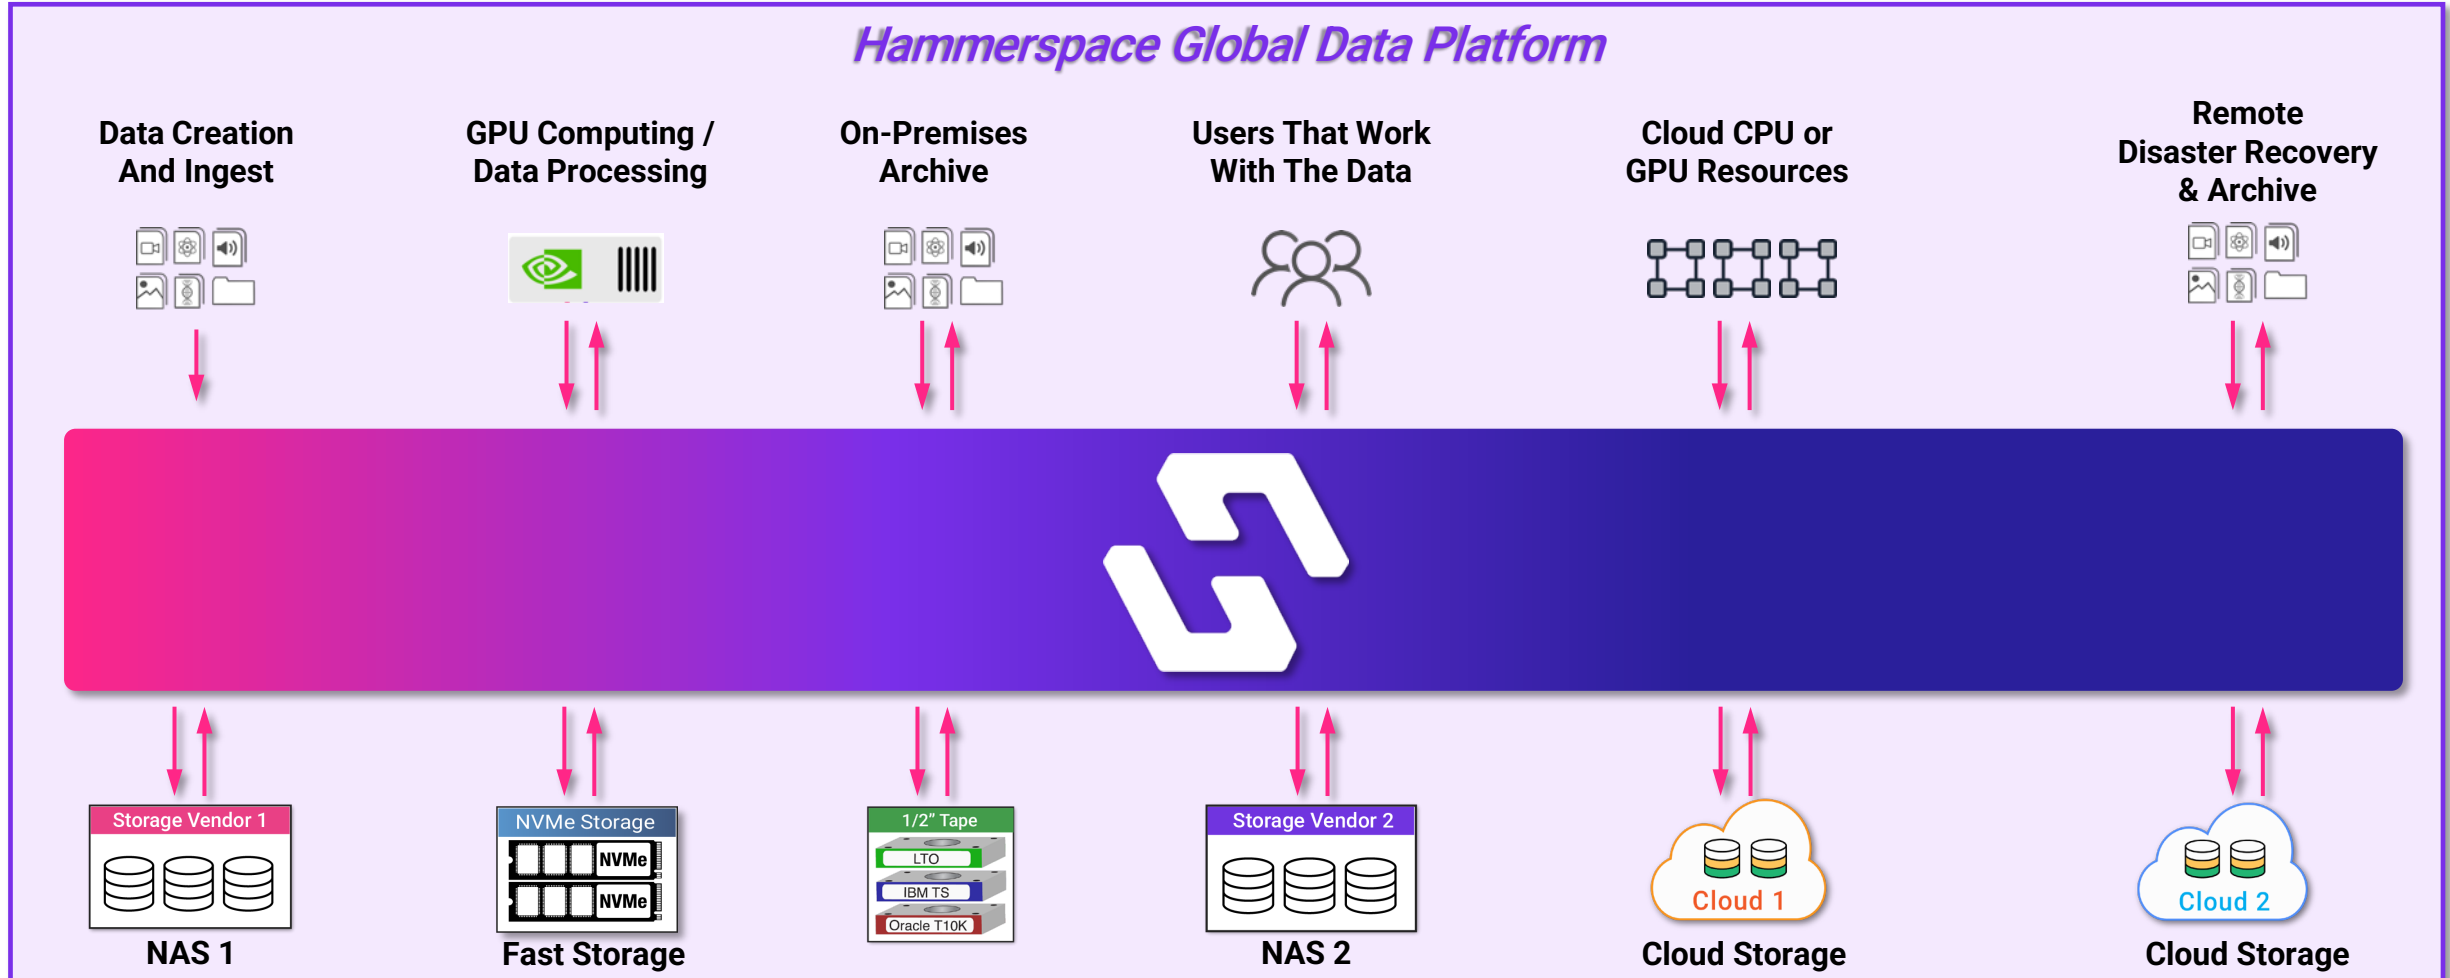 Hammerspace Global Data Platform
Data Creation
And Ingest
GPU Computing /
Data Processing
On-Premises
Archive
Users That Work
With The Data
Cloud CPU or
GPU Resources
Remote
Disaster Recovery
& Archive
Storage Vendor 1
NAS 1
NVMe Storage
NVMe
NVMe
Fast Storage
1/2” Tape
LTO
IBM TS
Oracle T10K
Storage Vendor 2
NAS 2
Cloud 1
Cloud Storage
Cloud 2
Cloud Storage